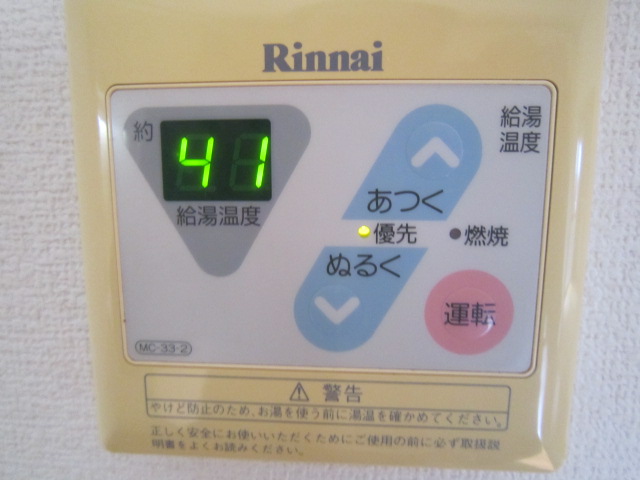 Rinnai
約
41
給湯温度
給湯
温度
あつく
優先
燃焼
ぬるく
運転
MC-33-2
⚠ 警告
やけど防止のため、お湯を使う前に湯温を確かめてください。
正しく安全にお使いいただくためにご使用の前に必ず取扱説
明書をよくお読みください。